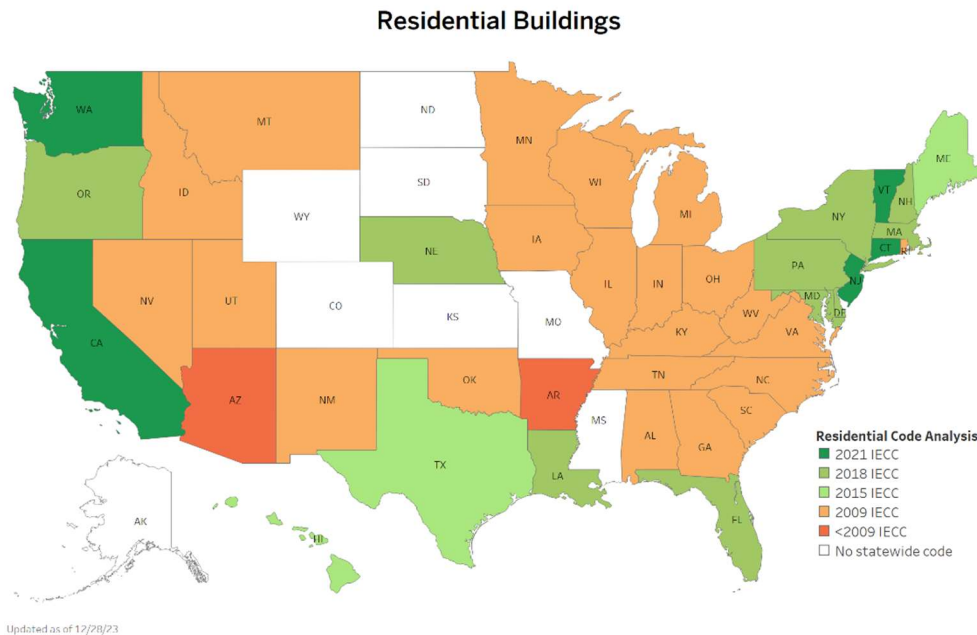 Residential Buildings
WA
MT
ND
MN
ME
OR
ID
SD
WI
VT
NH
WY
MI
NY
MA
CT
RI
NE
IA
PA
NV
UT
CO
KS
MO
IL
IN
OH
NJ
MD
DE
CA
WV
VA
KY
AZ
NM
OK
AR
TN
NC
SC
MS
AL
GA
TX
LA
FL
AK
HI
Residential Code Analysis
2021 IECC
2018 IECC
2015 IECC
2009 IECC
<2009 IECC
No statewide code
Updated as of 12/28/23